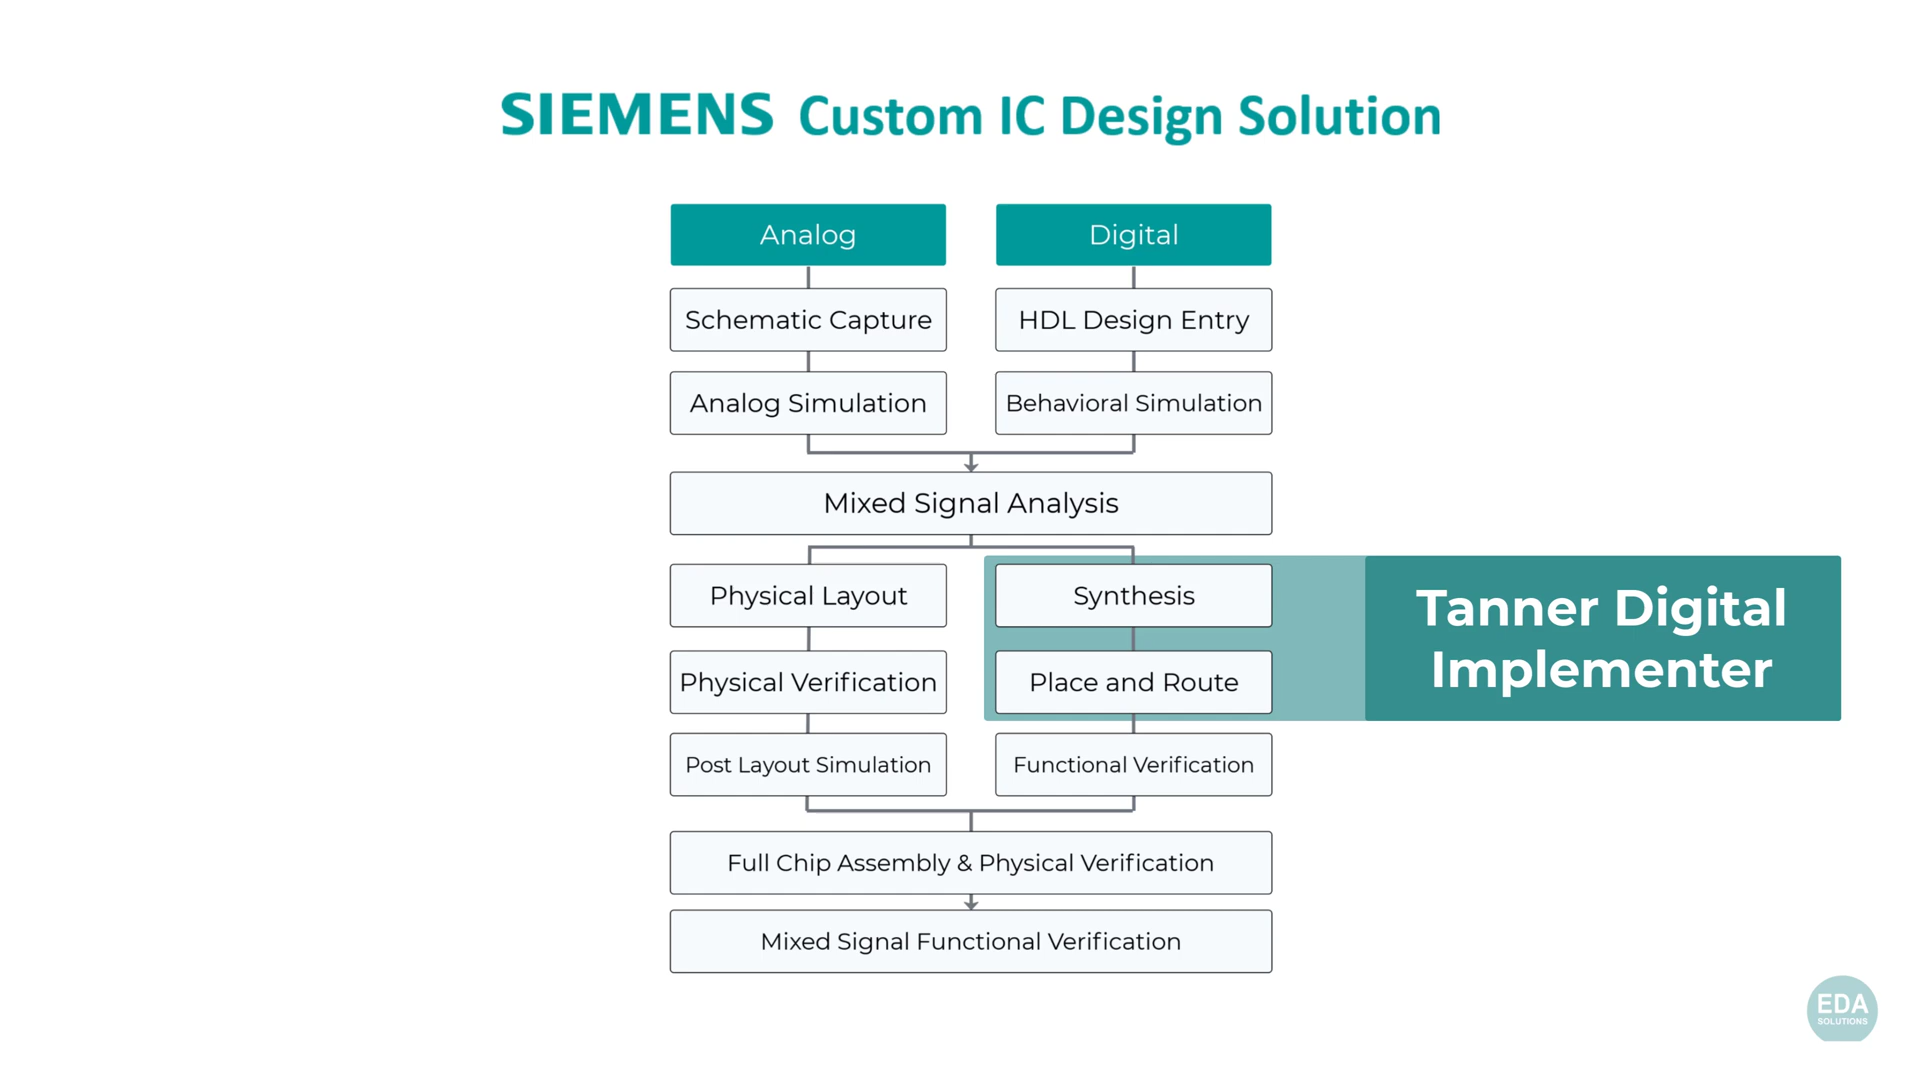 SIEMENS Custom IC Design Solution
Analog
Digital
Schematic Capture
HDL Design Entry
Analog Simulation
Behavioral Simulation
Mixed Signal Analysis
Physical Layout
Synthesis
Physical Verification
Place and Route
Tanner Digital
Implementer
Post Layout Simulation
Functional Verification
Full Chip Assembly & Physical Verification
Mixed Signal Functional Verification
EDA
SOLUTIONS